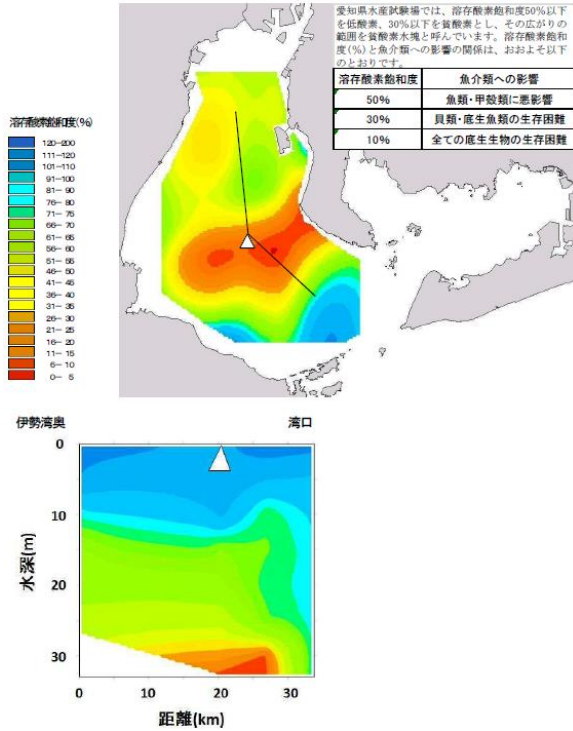 愛知県水産試験場では、溶存酸素飽和度50%以下
を低酸素、30%以下を貧酸素とし、その広がりの
範囲を貧酸素水塊と呼んでいます。溶存酸素飽和
度(%)と魚介類への影響の関係は、おおよそ以下
のとおりです。
溶存酸素飽和度 魚介類への影響
50% 魚類・甲殻類に悪影響
30% 貝類・底生魚類の生存困難
10% 全ての底生生物の生存困難
溶存酸素飽和度(%)
120-200
111-120
101-110
91-100
81- 90
76- 80
71- 75
66- 70
61- 65
56- 60
51- 55
46- 50
41- 45
36- 40
31- 35
26- 30
21- 25
16- 20
11- 15
6- 10
0- 5
伊勢湾奥 湾口
0
10
20
30
水深(m)
0 10 20 30
距離(km)